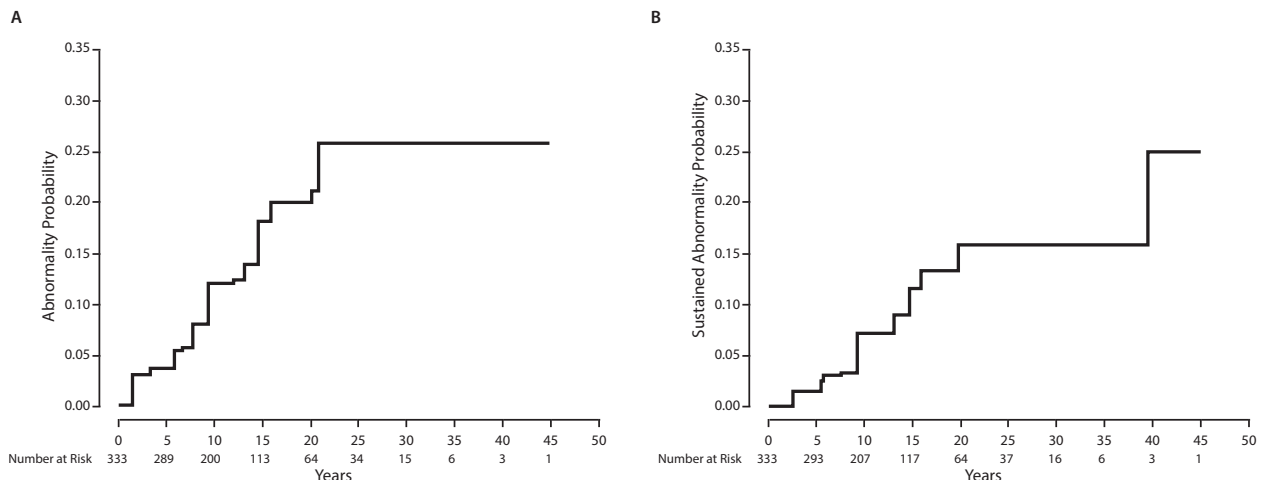 A
Abnormality Probability
0.35
0.30
0.25
0.20
0.15
0.10
0.05
0.00
0 5 10 15 20 25 30 35 40 45 50
Number at Risk 333 289 200 113 64 34 15 6 3 1
Years
B
Sustained Abnormality Probability
0.35
0.30
0.25
0.20
0.15
0.10
0.05
0.00
0 5 10 15 20 25 30 35 40 45 50
Number at Risk 333 293 207 117 64 37 16 6 3 1
Years